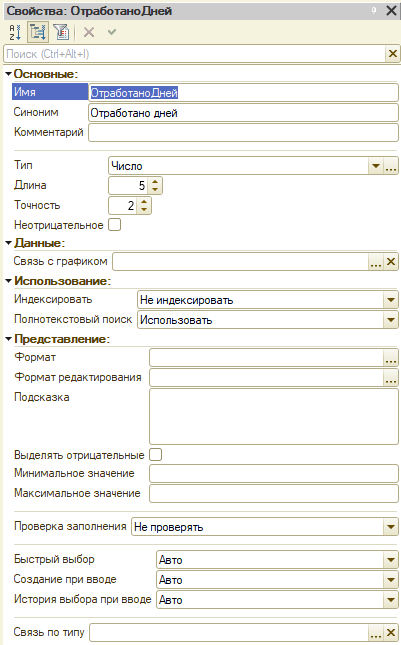 Свойства: ОтработаноДней
Поиск (Ctrl+Alt+I)
Основные:
Имя ОтработаноДней
Синоним Отработано дней
Комментарий
Тип Число
Длина 5
Точность 2
Неотрицательное
Данные:
Связь с графиком
Использование:
Индексировать Не индексировать
Полнотекстовый поиск Использовать
Представление:
Формат
Формат редактирования
Подсказка
Выделять отрицательные
Минимальное значение
Максимальное значение
Проверка заполнения Не проверять
Быстрый выбор Авто
Создание при вводе Авто
История выбора при вводе Авто
Связь по типу